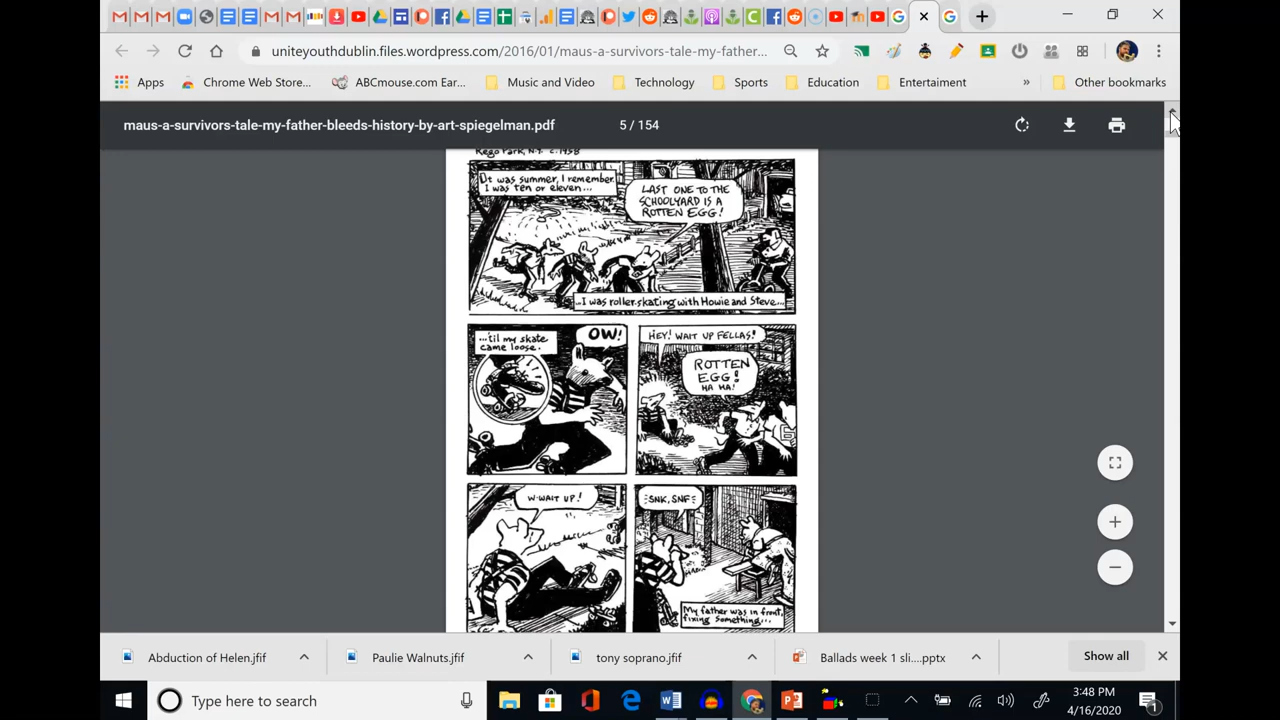 uniteyouthdublin.files.wordpress.com/2016/01/maus-a-survivors-tale-my-father...
Apps
Chrome Web Store...
ABCmouse.com Ear...
Music and Video
Technology
Sports
Education
Entertaiment
»
Other bookmarks
maus-a-survivors-tale-my-father-bleeds-history-by-art-spiegelman.pdf
5 / 154
Rego Park, N.Y. c. 1958
It was summer, I remember.
I was ten or eleven...
LAST ONE TO THE
SCHOOLYARD IS A
ROTTEN EGG!
...I was roller-skating with Howie and Steve...
...'til my skate
came loose.
OW!
HEY! WAIT UP FELLAS!
ROTTEN
EGG!
HA HA!
W-WAIT UP!
SNK, SNF
My father was in front,
fixing something...
Abduction of Helen.jfif
Paulie Walnuts.jfif
tony soprano.jfif
Ballads week 1 sli....pptx
Show all
Type here to search
3:48 PM
4/16/2020
1